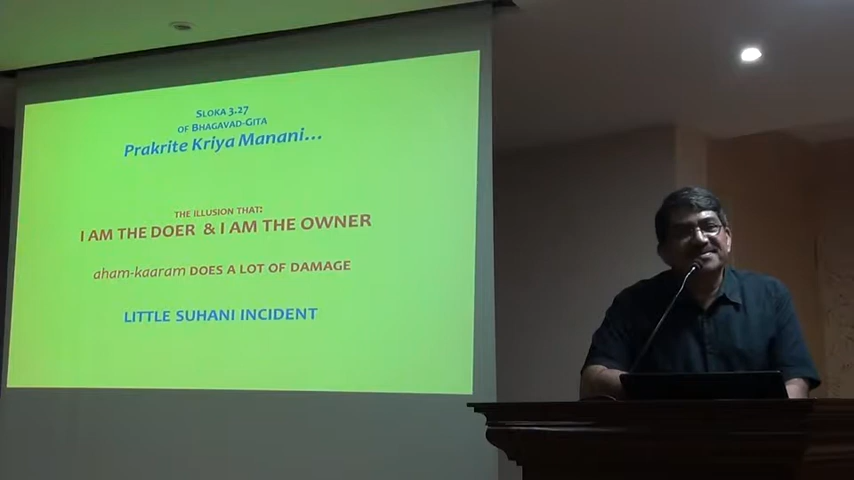 SLOKA 3.27
OF BHAGAVAD-GITA
Prakrite Kriya Manani...
THE ILLUSION THAT:
I AM THE DOER & I AM THE OWNER
aham-kaaram DOES A LOT OF DAMAGE
LITTLE SUHANI INCIDENT